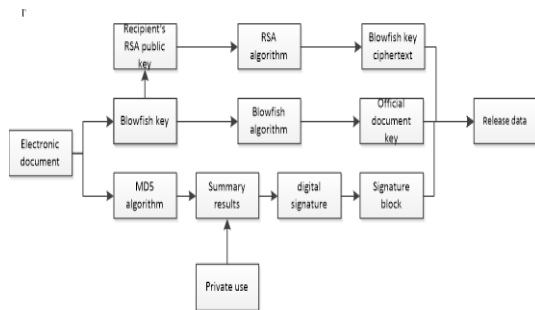 Recipient's
RSA public
key
RSA
algorithm
Blowfish key
ciphertext
Blowfish key
Blowfish
algorithm
Official
document
key
Release data
Electronic
document
MD5
algorithm
Summary
results
digital
signature
Signature
block
Private use